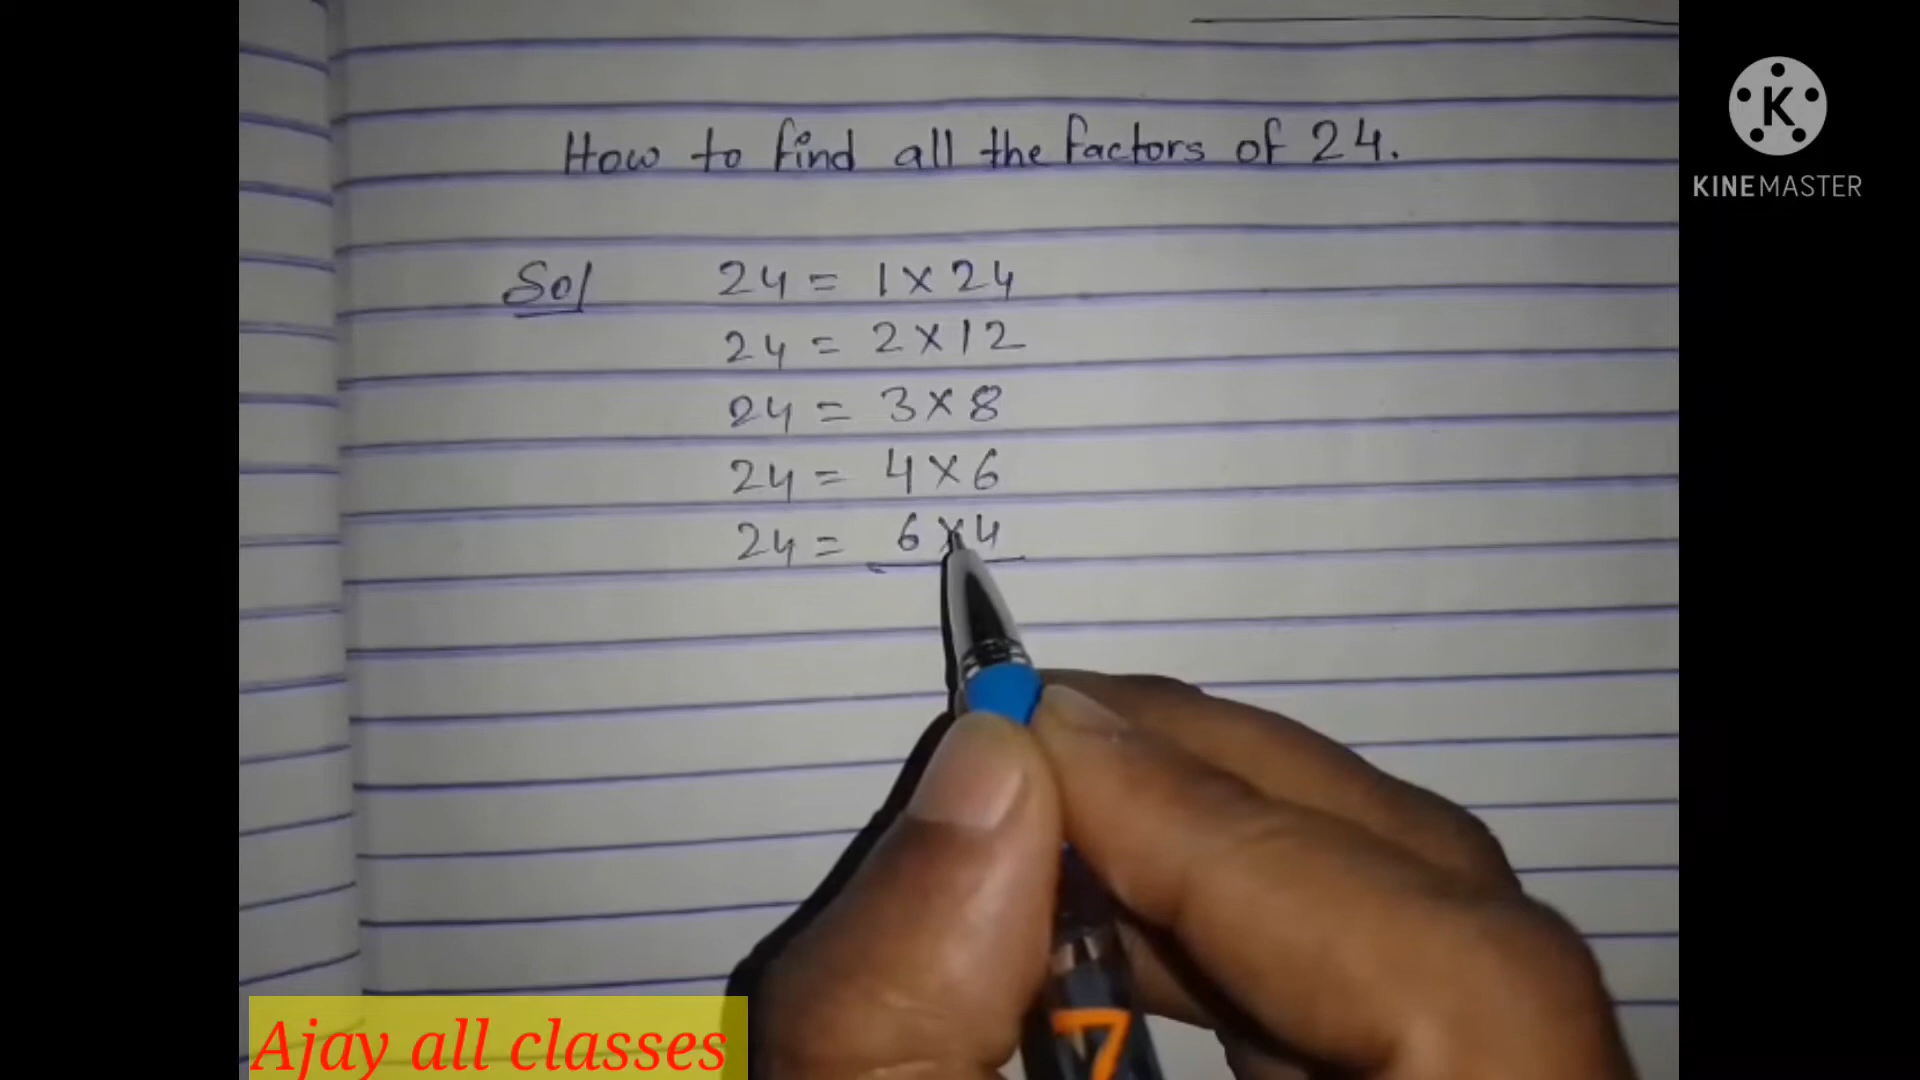 How to find all the factors of 24.
Sol 24 = 1 × 24
24 = 2 × 12
24 = 3 × 8
24 = 4 × 6
24 = 6 × 4
K
KINEMASTER
7
Ajay all classes